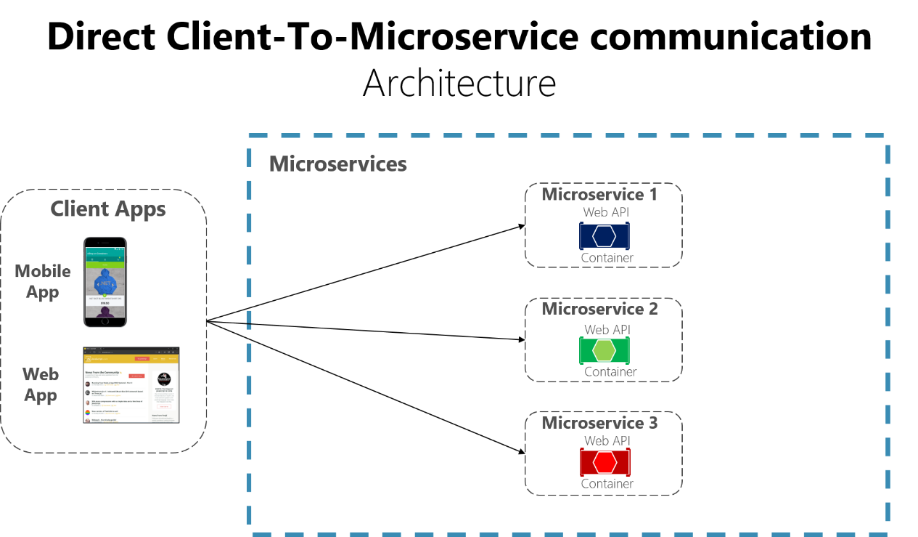 Direct Client-To-Microservice communication
Architecture
Microservices
Client Apps
Mobile
App
Web
App
Microservice 1
Web API
Container
Microservice 2
Web API
Container
Microservice 3
Web API
Container